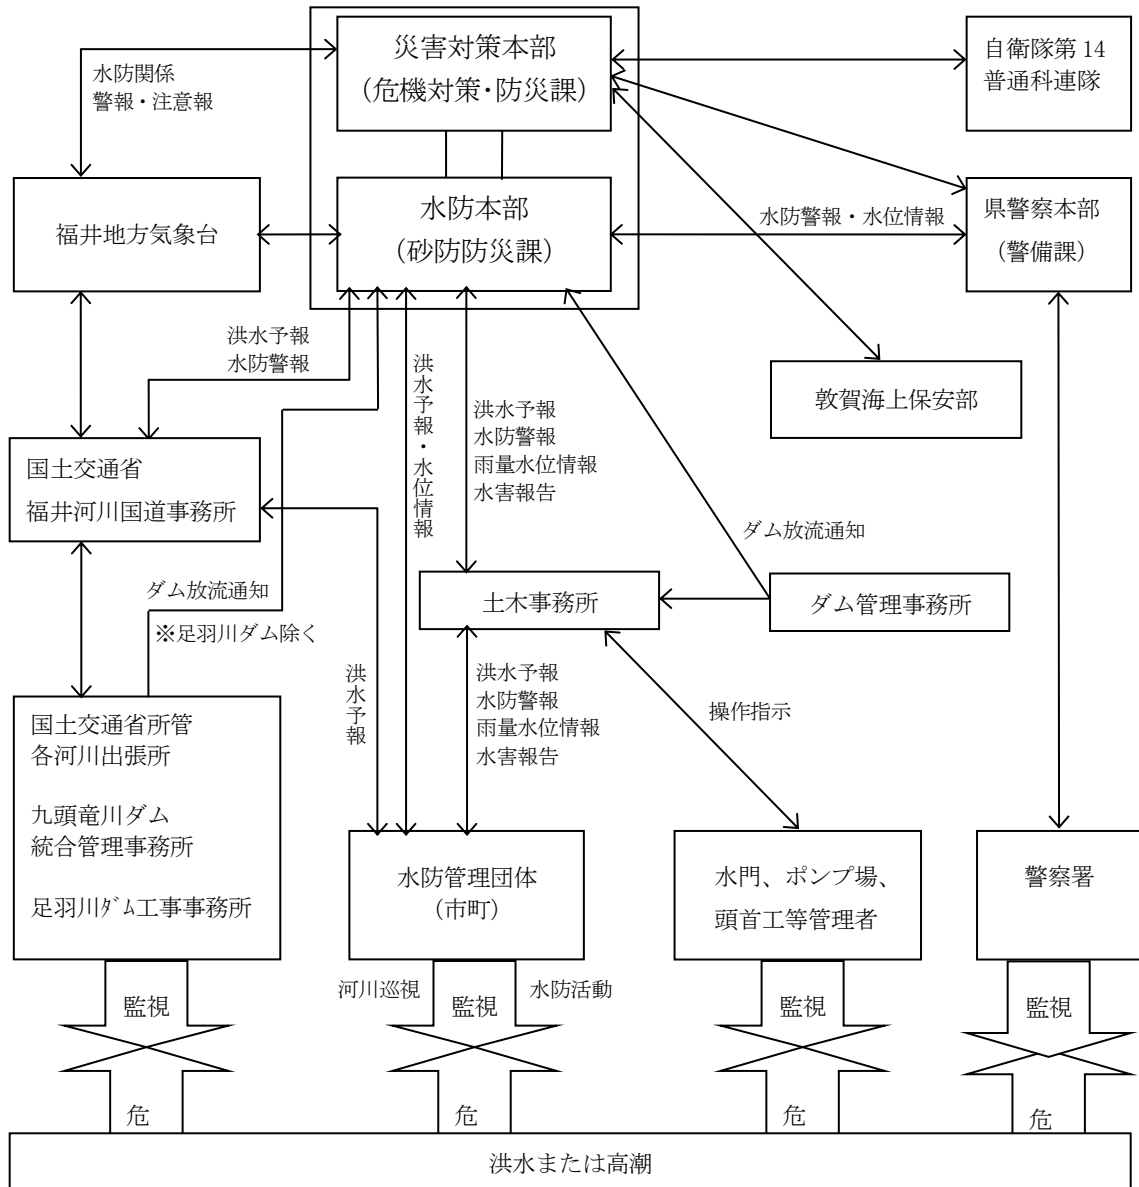 災害対策本部
（危機対策・防災課）
自衛隊第14
普通科連隊
水防関係
警報・注意報
福井地方気象台
水防本部
（砂防防災課）
水防警報・水位情報
県警察本部
（警備課）
洪水予報
水防警報
洪水予報・水位情報
洪水予報
水防警報
雨量水位情報
水害報告
敦賀海上保安部
国土交通省
福井河川国道事務所
ダム放流通知
ダム放流通知
※足羽川ダム除く
土木事務所
ダム管理事務所
洪水予報
洪水予報
水防警報
雨量水位情報
水害報告
操作指示
国土交通省所管
各河川出張所
九頭竜川ダム
統合管理事務所
足羽川ﾀﾞﾑ工事事務所
水防管理団体
（市町）
水門、ポンプ場、
頭首工等管理者
警察署
監視
河川巡視
監視
水防活動
監視
監視
危
危
危
危
洪水または高潮